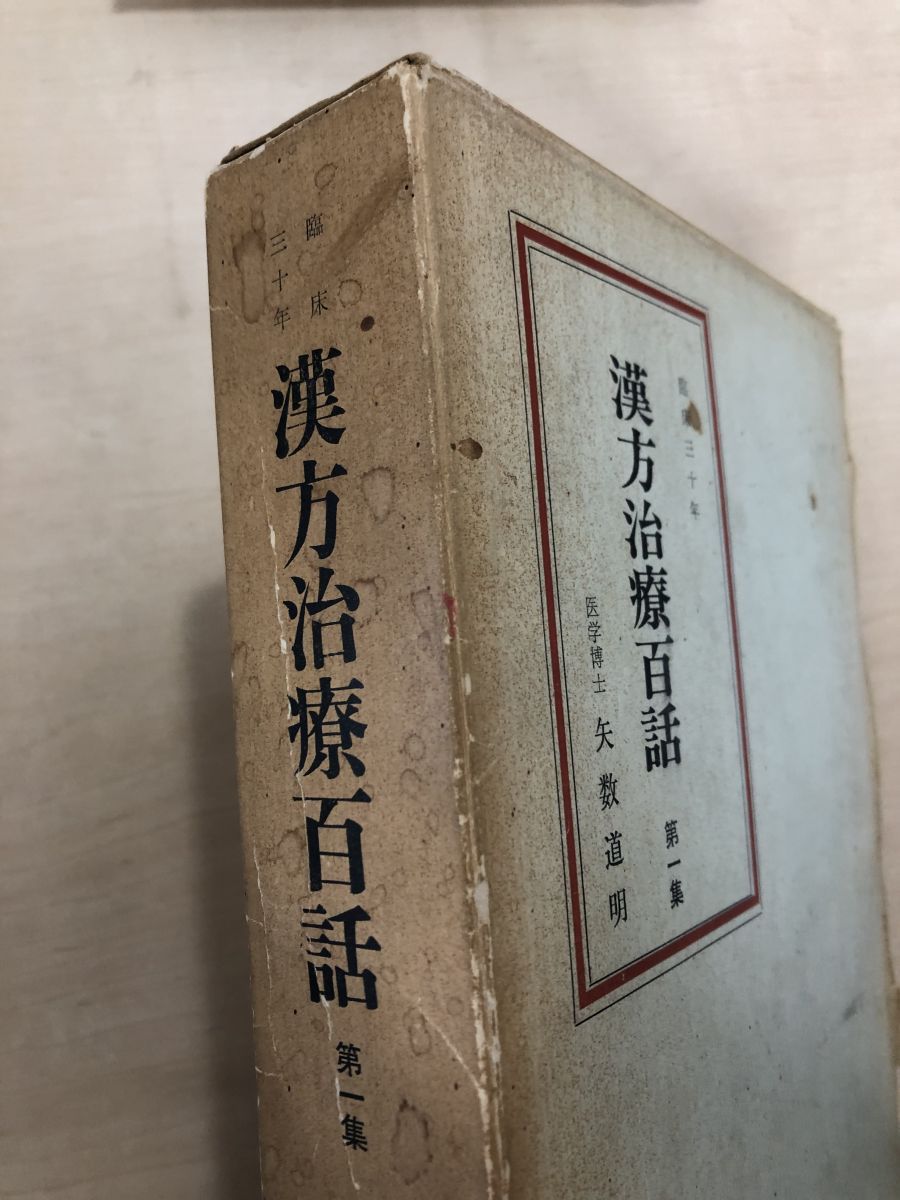 臨床
三十年
漢方治療百話
第一集
臨床三十年
漢方治療百話
第一集
医学博士 矢数道明